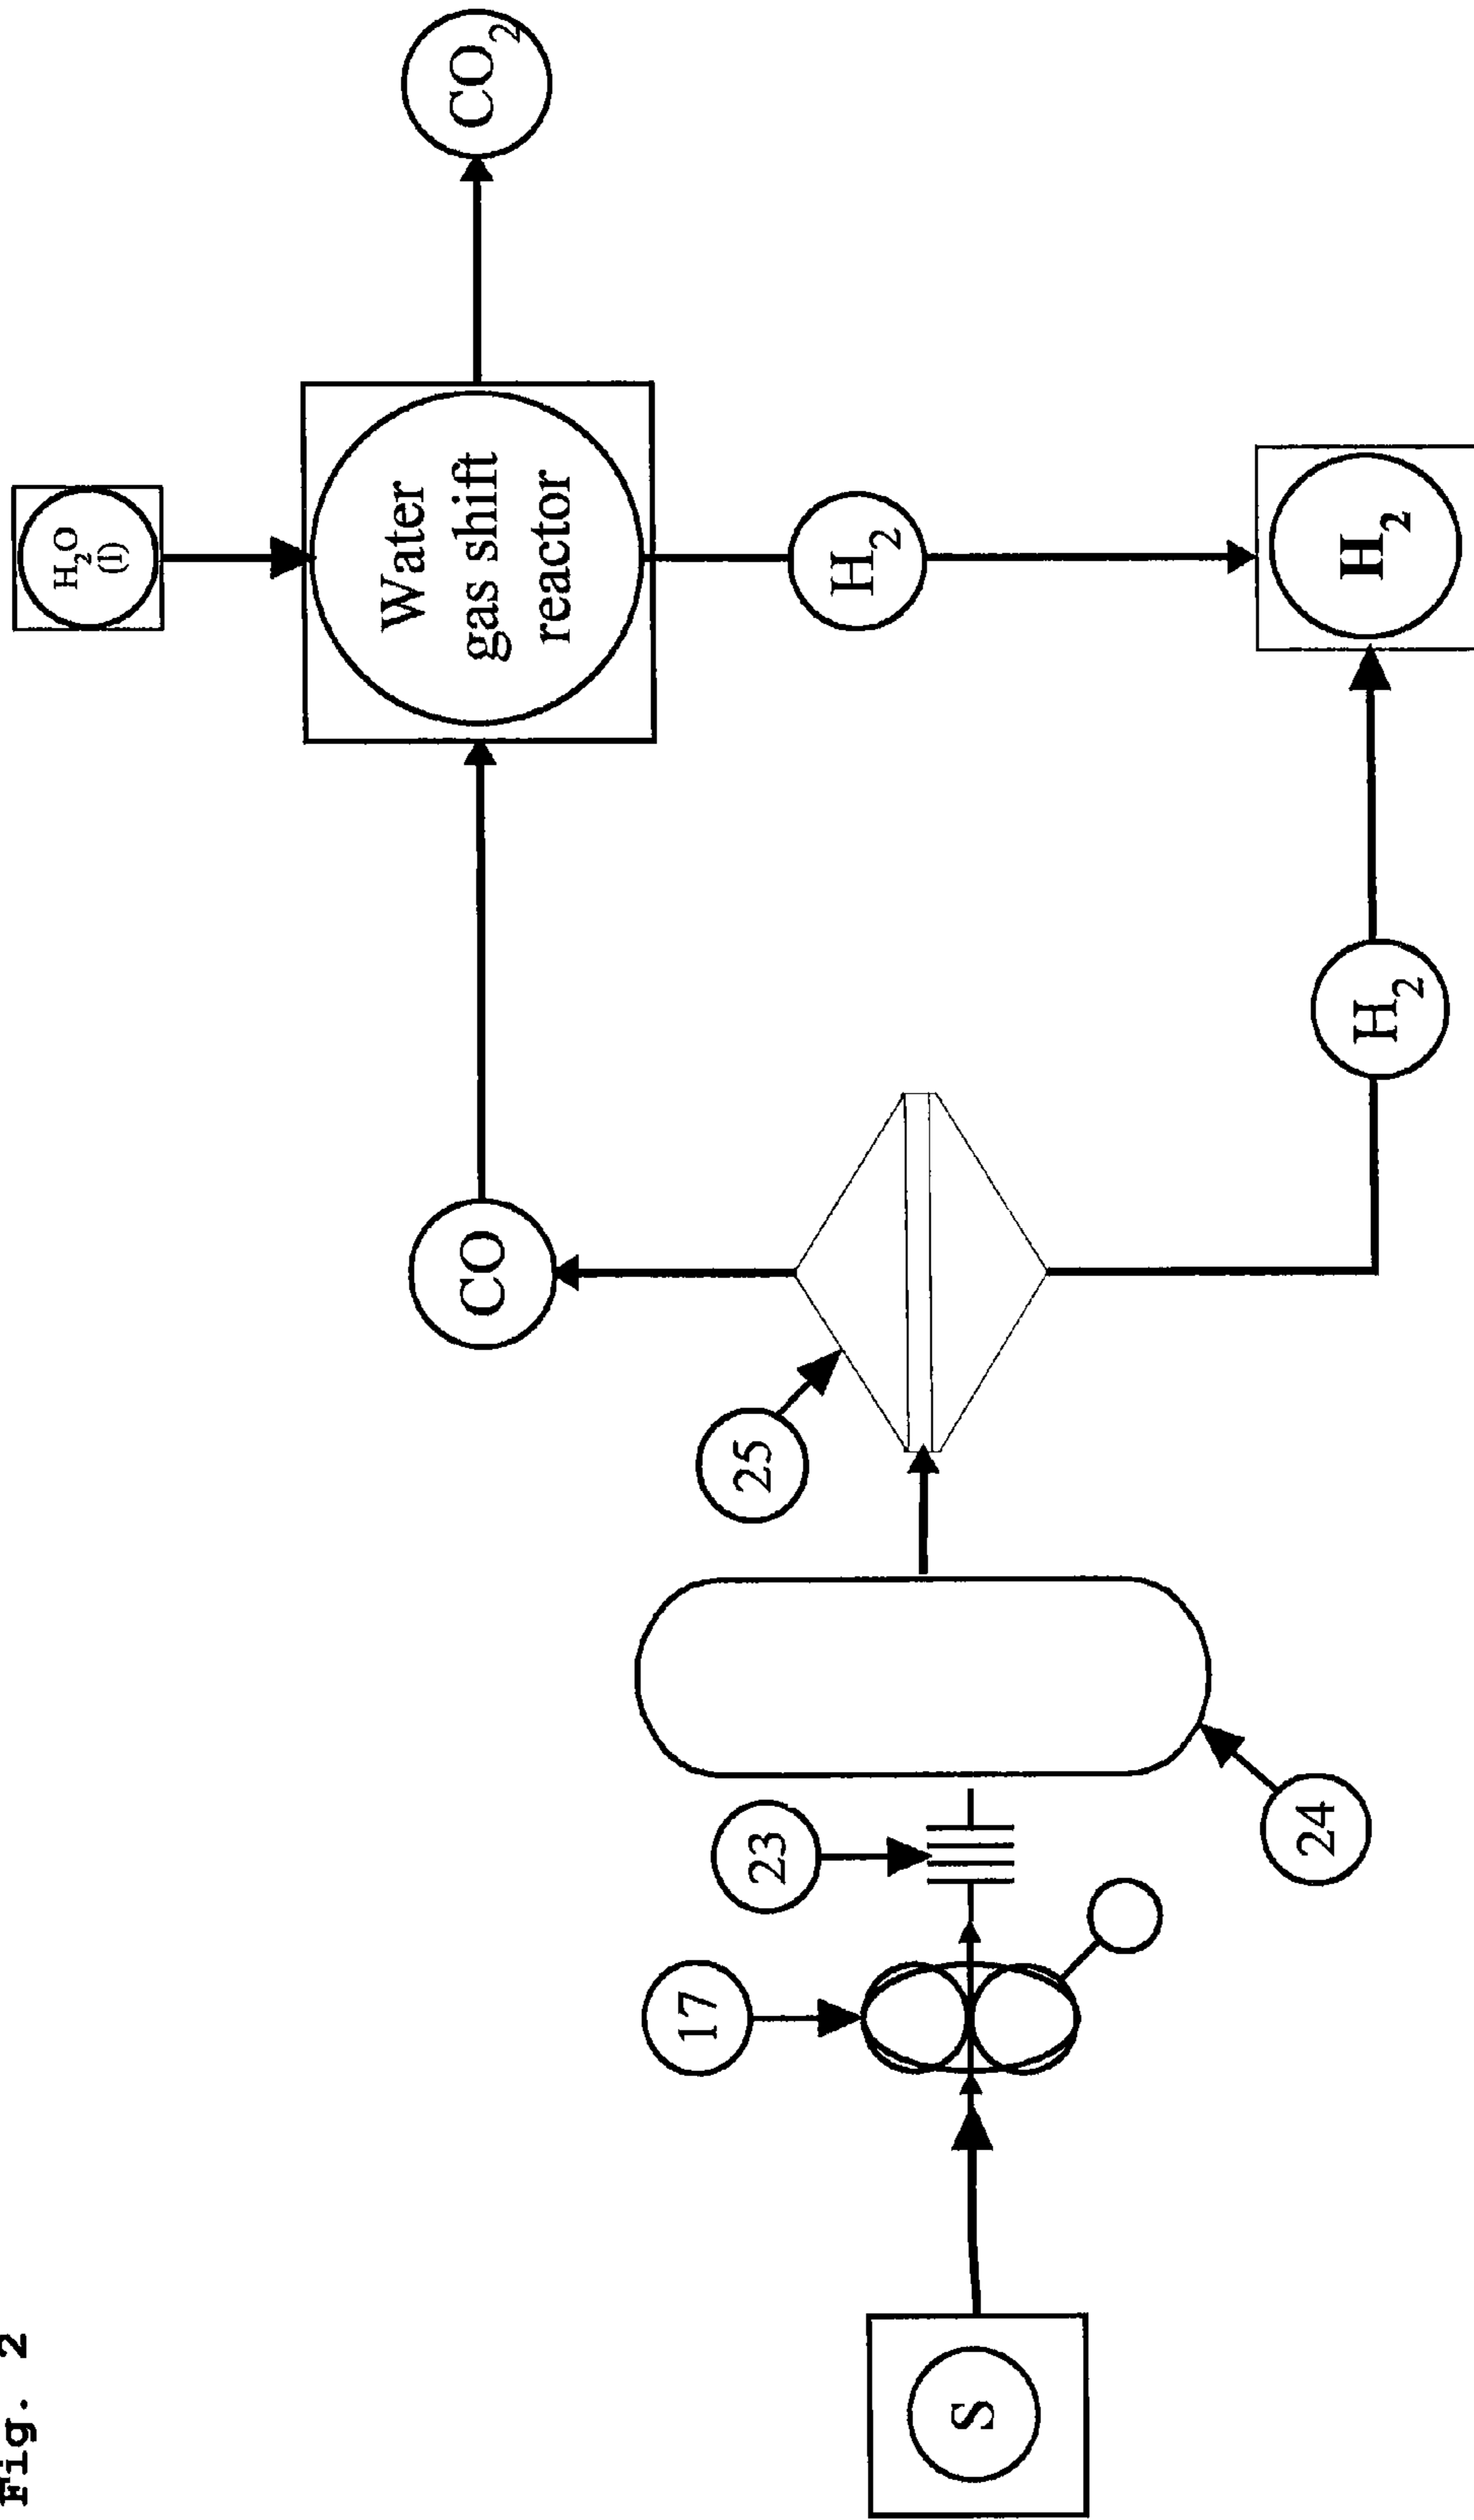 Fig. 2
H₂O
(l)
Water
gas shift
reactor
CO₂
CO
H₂
H₂
H₂
25
23
17
24
S